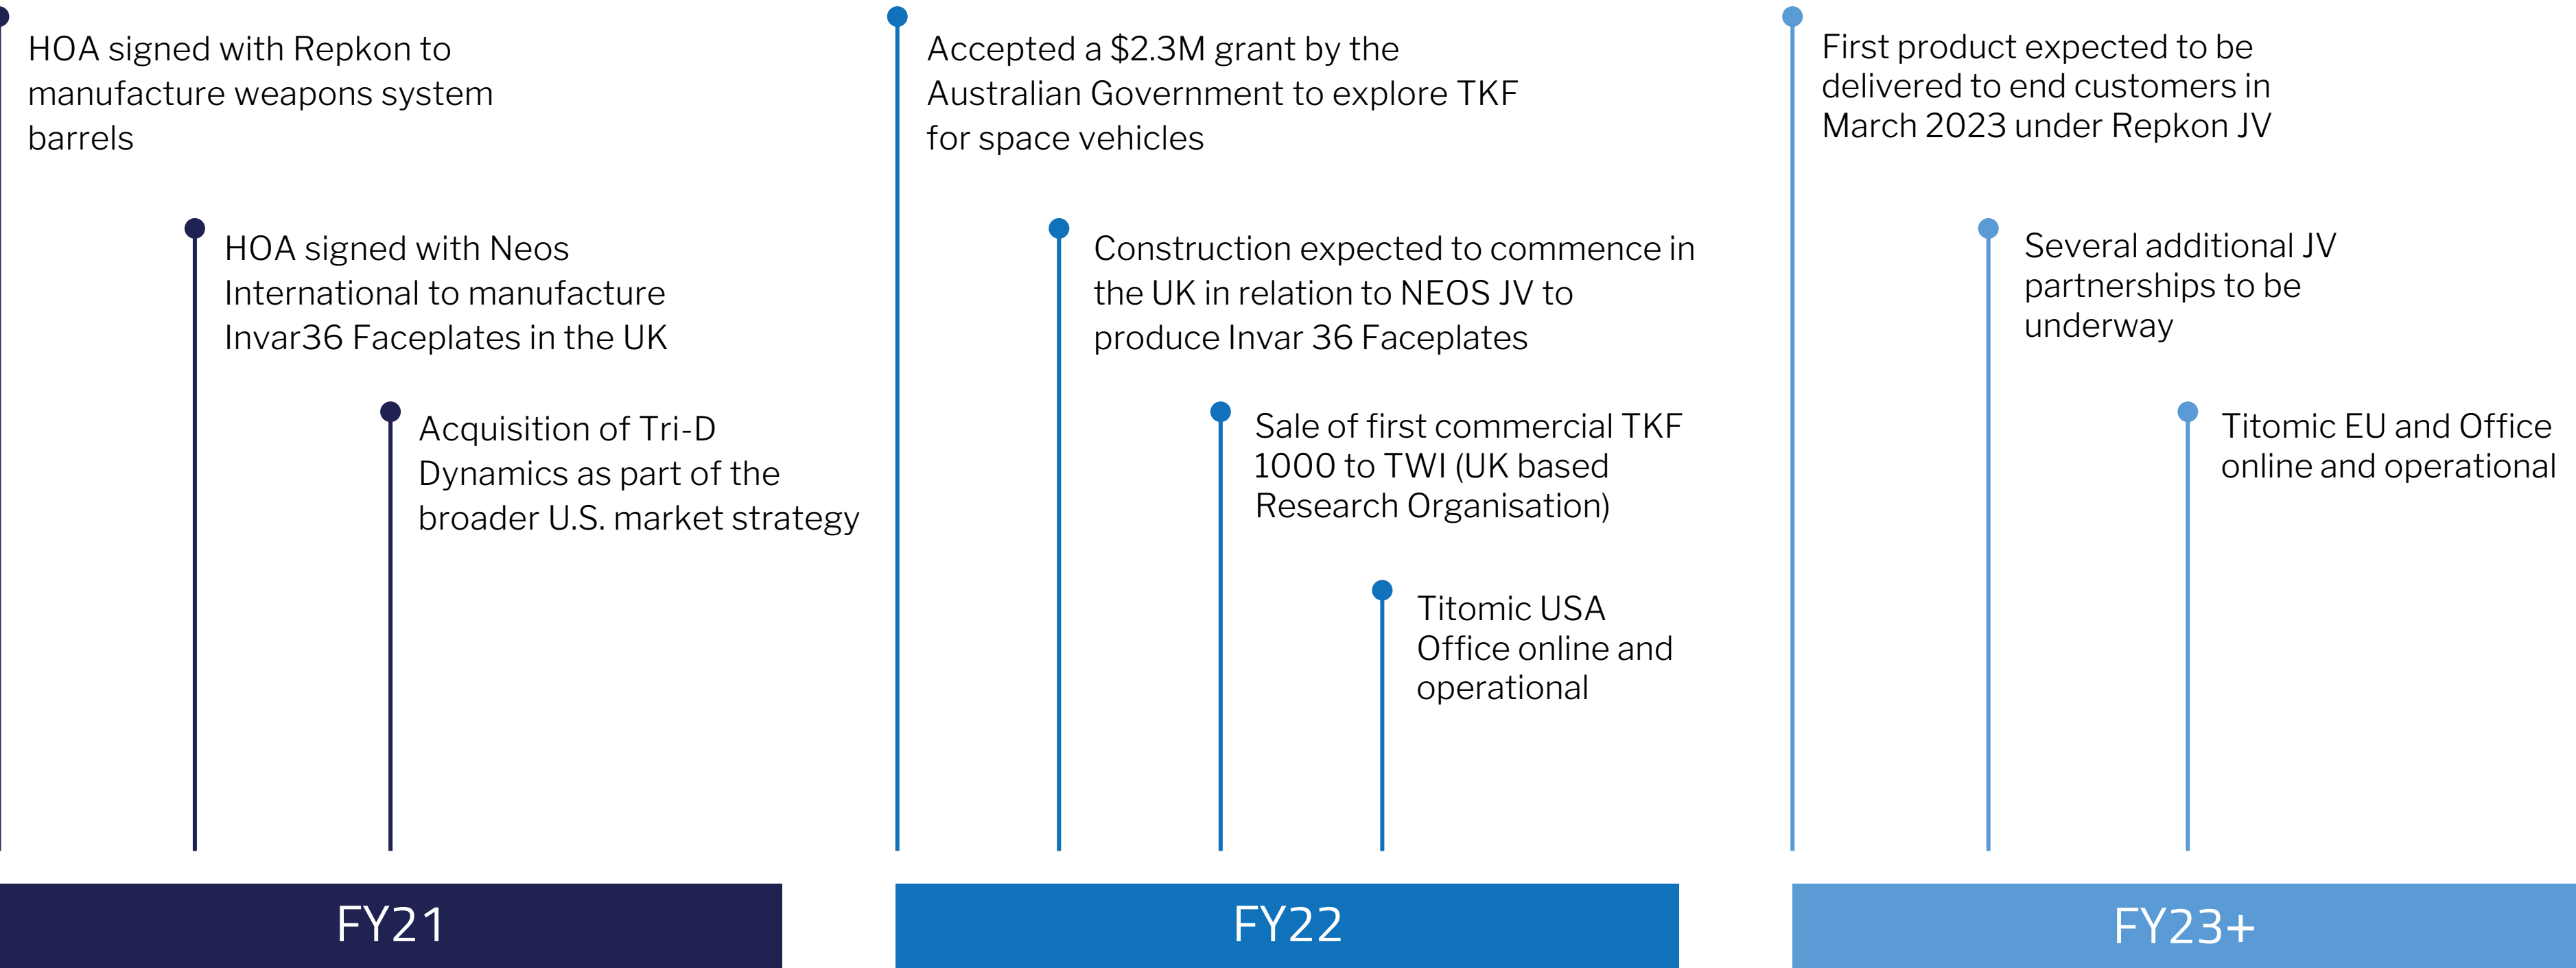 HOA signed with Repkon to
manufacture weapons system
barrels
HOA signed with Neos
International to manufacture
Invar36 Faceplates in the UK
Acquisition of Tri-D
Dynamics as part of the
broader U.S. market strategy
FY21
Accepted a $2.3M grant by the
Australian Government to explore TKF
for space vehicles
Construction expected to commence in
the UK in relation to NEOS JV to
produce Invar 36 Faceplates
Sale of first commercial TKF
1000 to TWI (UK based
Research Organisation)
Titomic USA
Office online and
operational
FY22
First product expected to be
delivered to end customers in
March 2023 under Repkon JV
Several additional JV
partnerships to be
underway
Titomic EU and Office
online and operational
FY23+